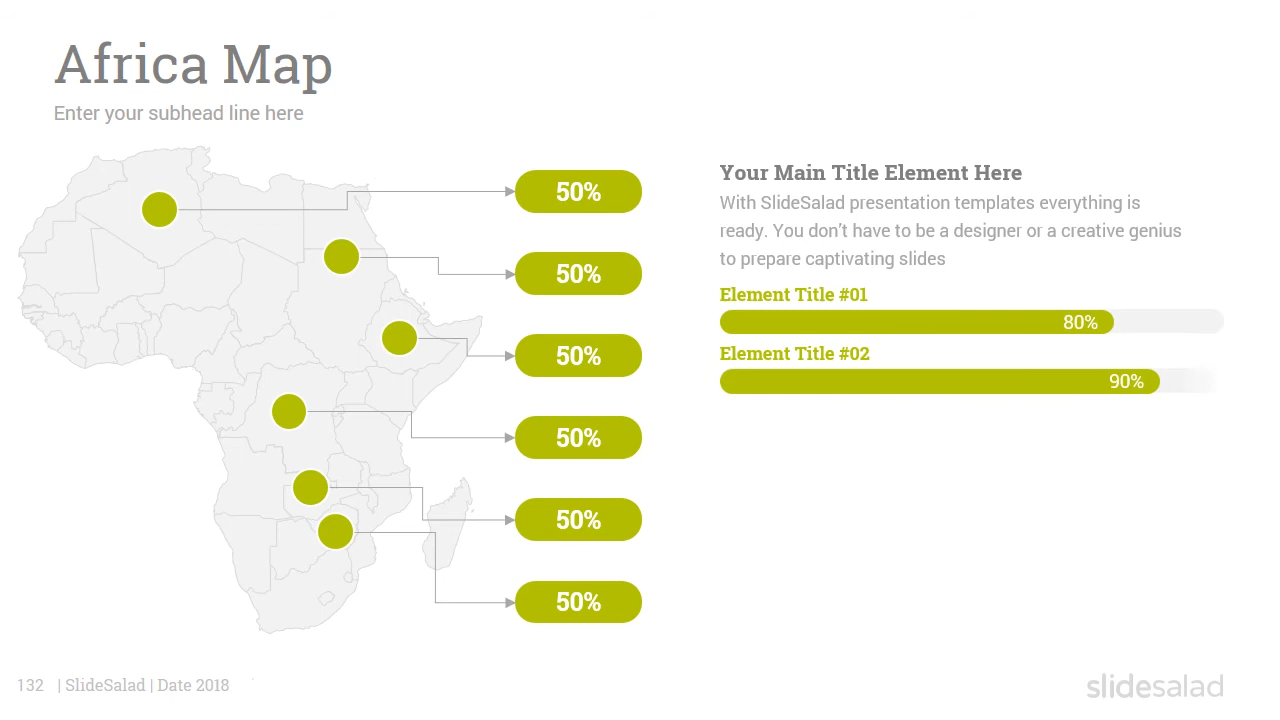 Africa Map
Enter your subhead line here
50%
50%
50%
50%
50%
50%
Your Main Title Element Here
With SlideSalad presentation templates everything is
ready. You don't have to be a designer or a creative genius
to prepare captivating slides
Element Title #01
80%
Element Title #02
90%
132 | SlideSalad | Date 2018
slidesalad